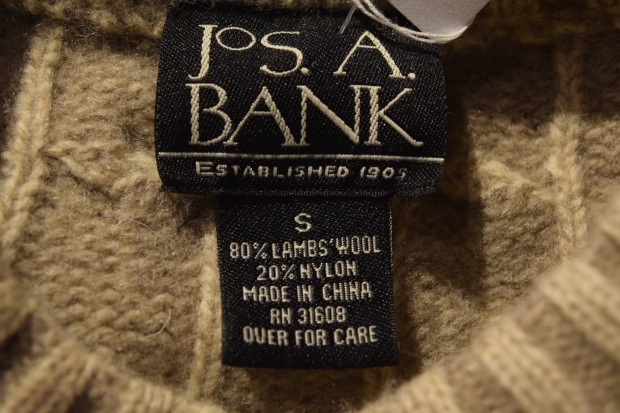 JOS. A.
BANK
ESTABLISHED 1905
S
80% LAMBS' WOOL
20% NYLON
MADE IN CHINA
RN 31608
OVER FOR CARE